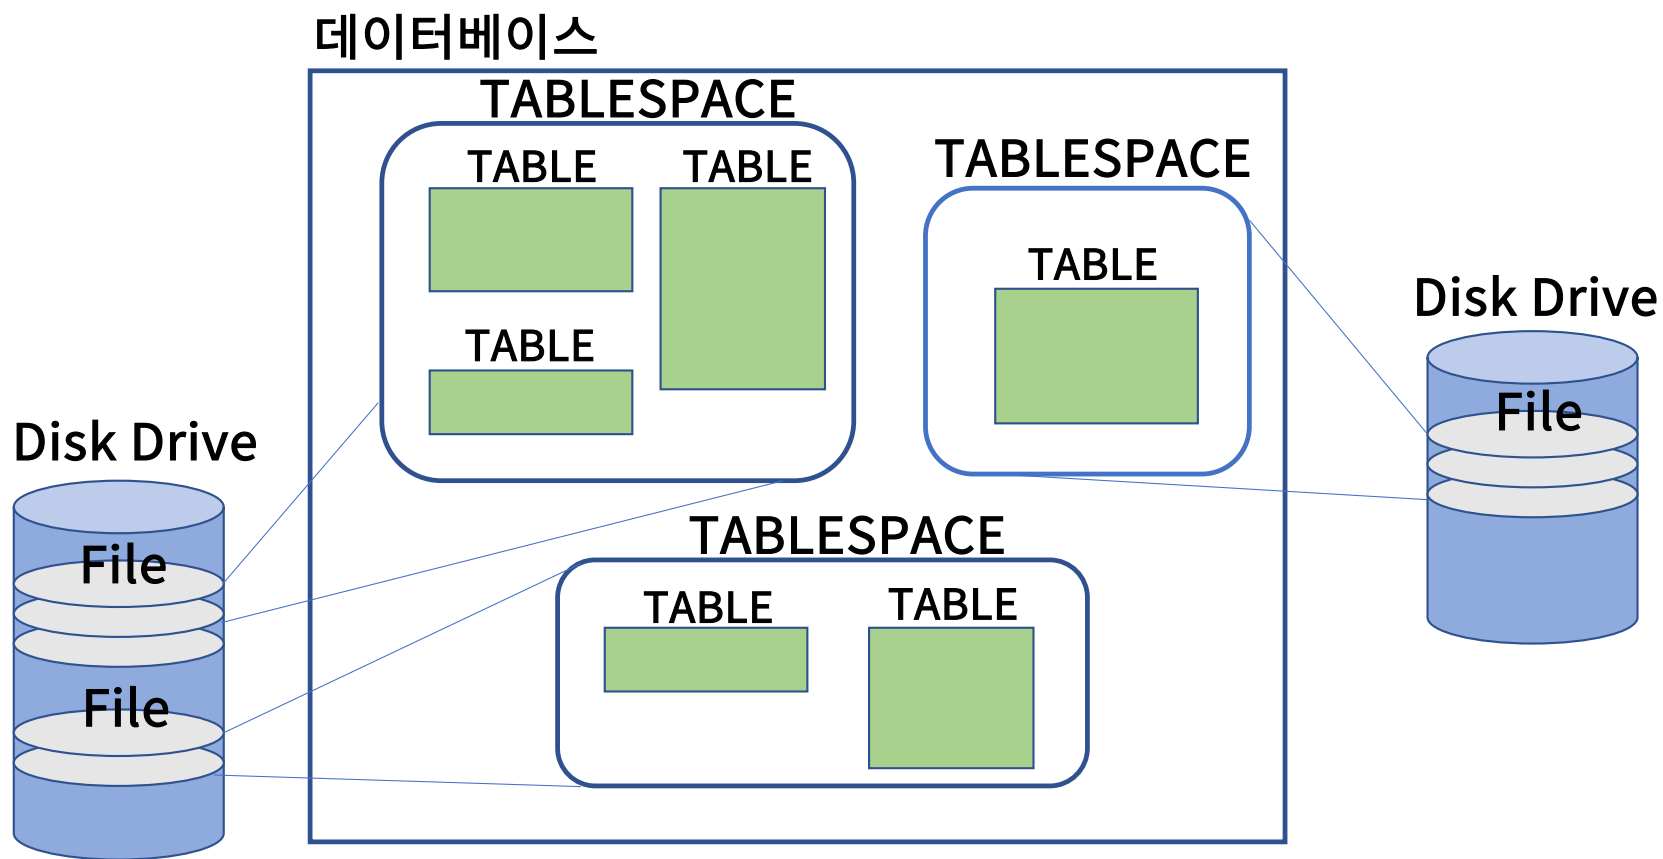 데이터베이스
TABLESPACE
TABLE
TABLE
TABLE
TABLESPACE
TABLE
TABLESPACE
TABLE
TABLE
Disk Drive
File
File
Disk Drive
File